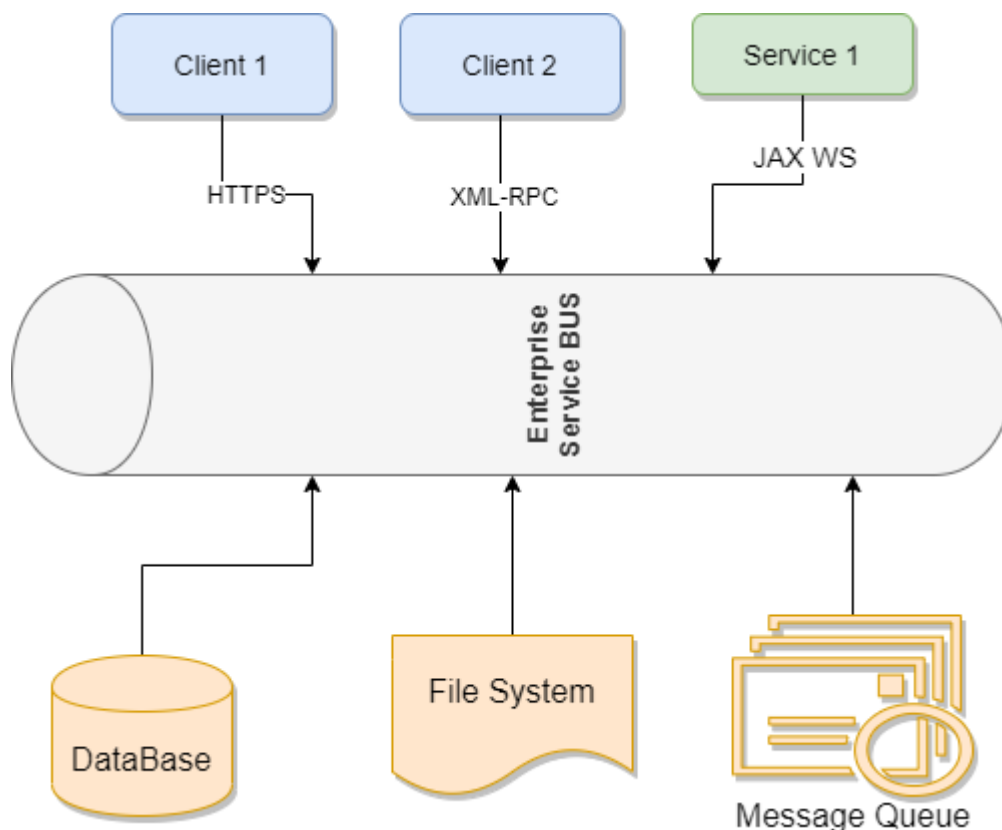 Client 1
Client 2
Service 1
HTTPS
XML-RPC
JAX WS
Enterprise
Service BUS
DataBase
File System
Message Queue